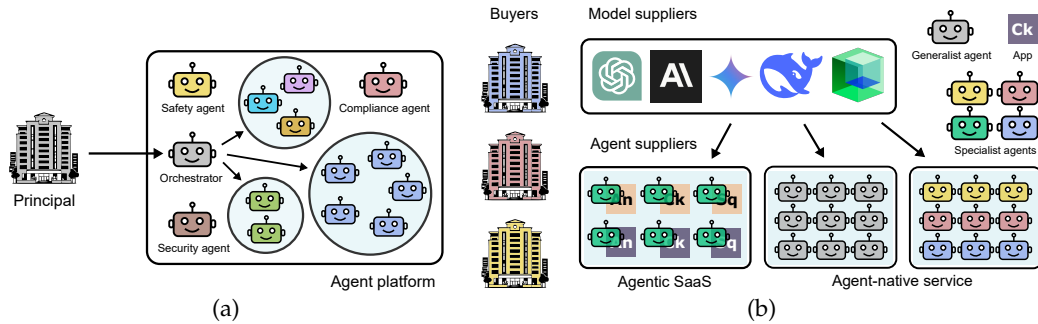 Safety agent
Compliance agent
Orchestrator
Principal
Security agent
Agent platform
(a)
Buyers
Model suppliers
Generalist agent
Ck
App
Specialist agents
Agent suppliers
Agentic SaaS
Agent-native service
(b)